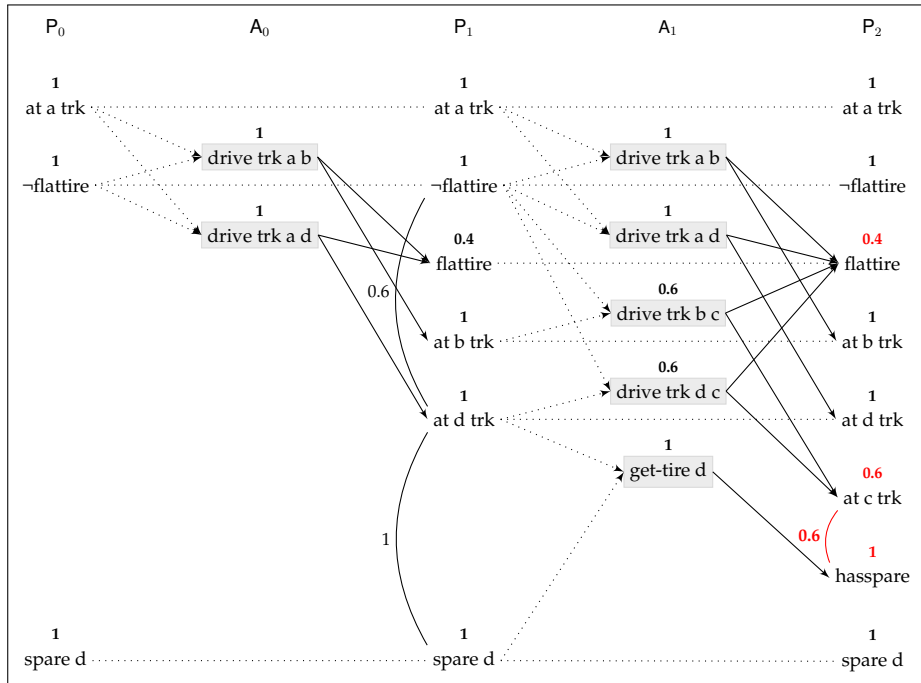 P₀ A₀ P₁ A₁ P₂
1 1 1
at a trk at a trk at a trk
1 1
drive trk a b drive trk a b
1 1 1
¬flattire ¬flattire ¬flattire
1 1
drive trk a d drive trk a d
0.4 0.4
flattire flattire
0.6 0.6
drive trk b c
1 1
at b trk at b trk
0.6
drive trk d c
1 1
at d trk at d trk
1
get-tire d
0.6
at c trk
1 0.6 1
hasspare
1 1 1
spare d spare d spare d